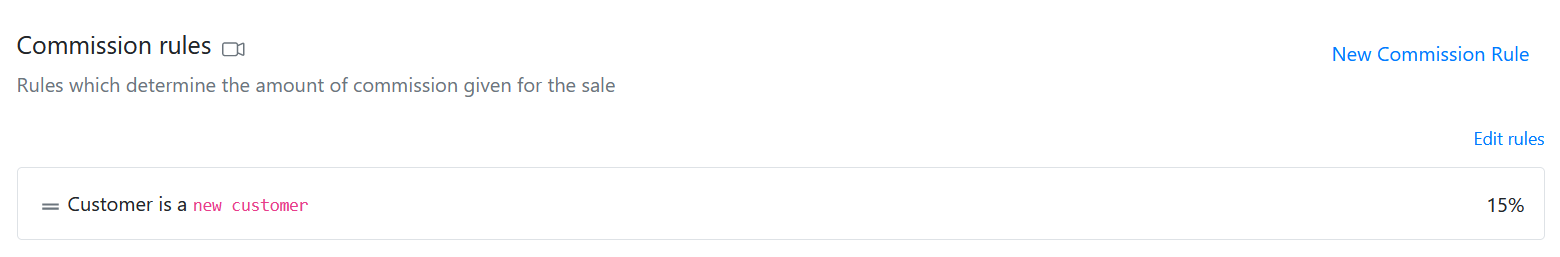 Commission rules
New Commission Rule
Rules which determine the amount of commission given for the sale
Edit rules
Customer is a new customer 15%